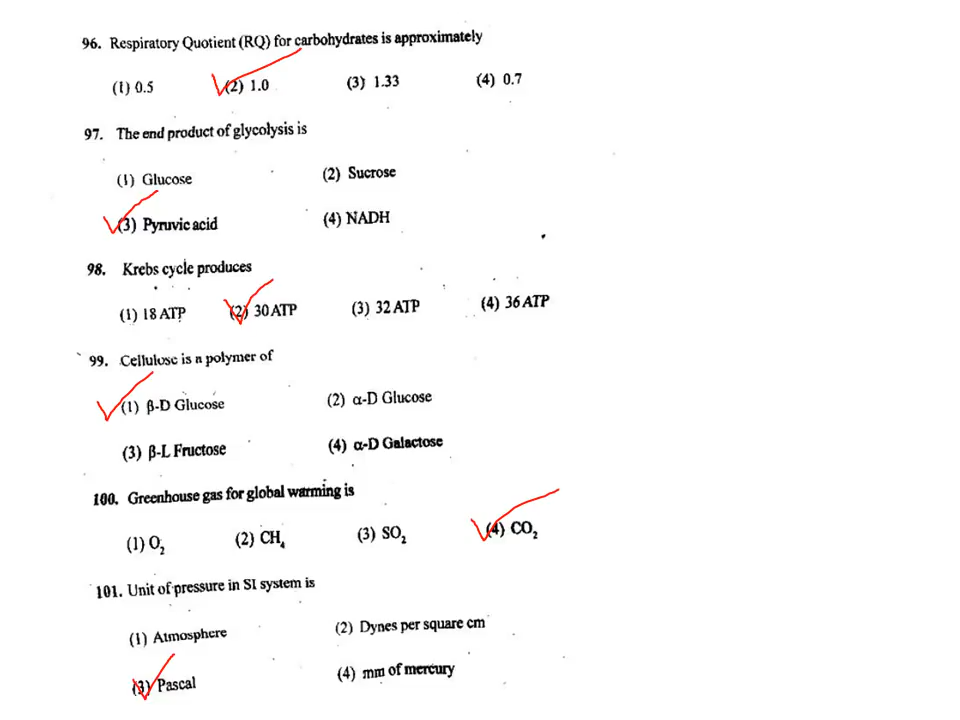 96. Respiratory Quotient (RQ) for carbohydrates is approximately
(1) 0.5 (2) 1.0 (3) 1.33 (4) 0.7
97. The end product of glycolysis is
(1) Glucose (2) Sucrose
(3) Pyruvic acid (4) NADH
98. Krebs cycle produces
(1) 18 ATP (2) 30 ATP (3) 32 ATP (4) 36 ATP
99. Cellulose is a polymer of
(1) β-D Glucose (2) α-D Glucose
(3) β-L Fructose (4) α-D Galactose
100. Greenhouse gas for global warming is
(1) O₂ (2) CH₄ (3) SO₂ (4) CO₂
101. Unit of pressure in SI system is
(1) Atmosphere (2) Dynes per square cm
(3) Pascal (4) mm of mercury